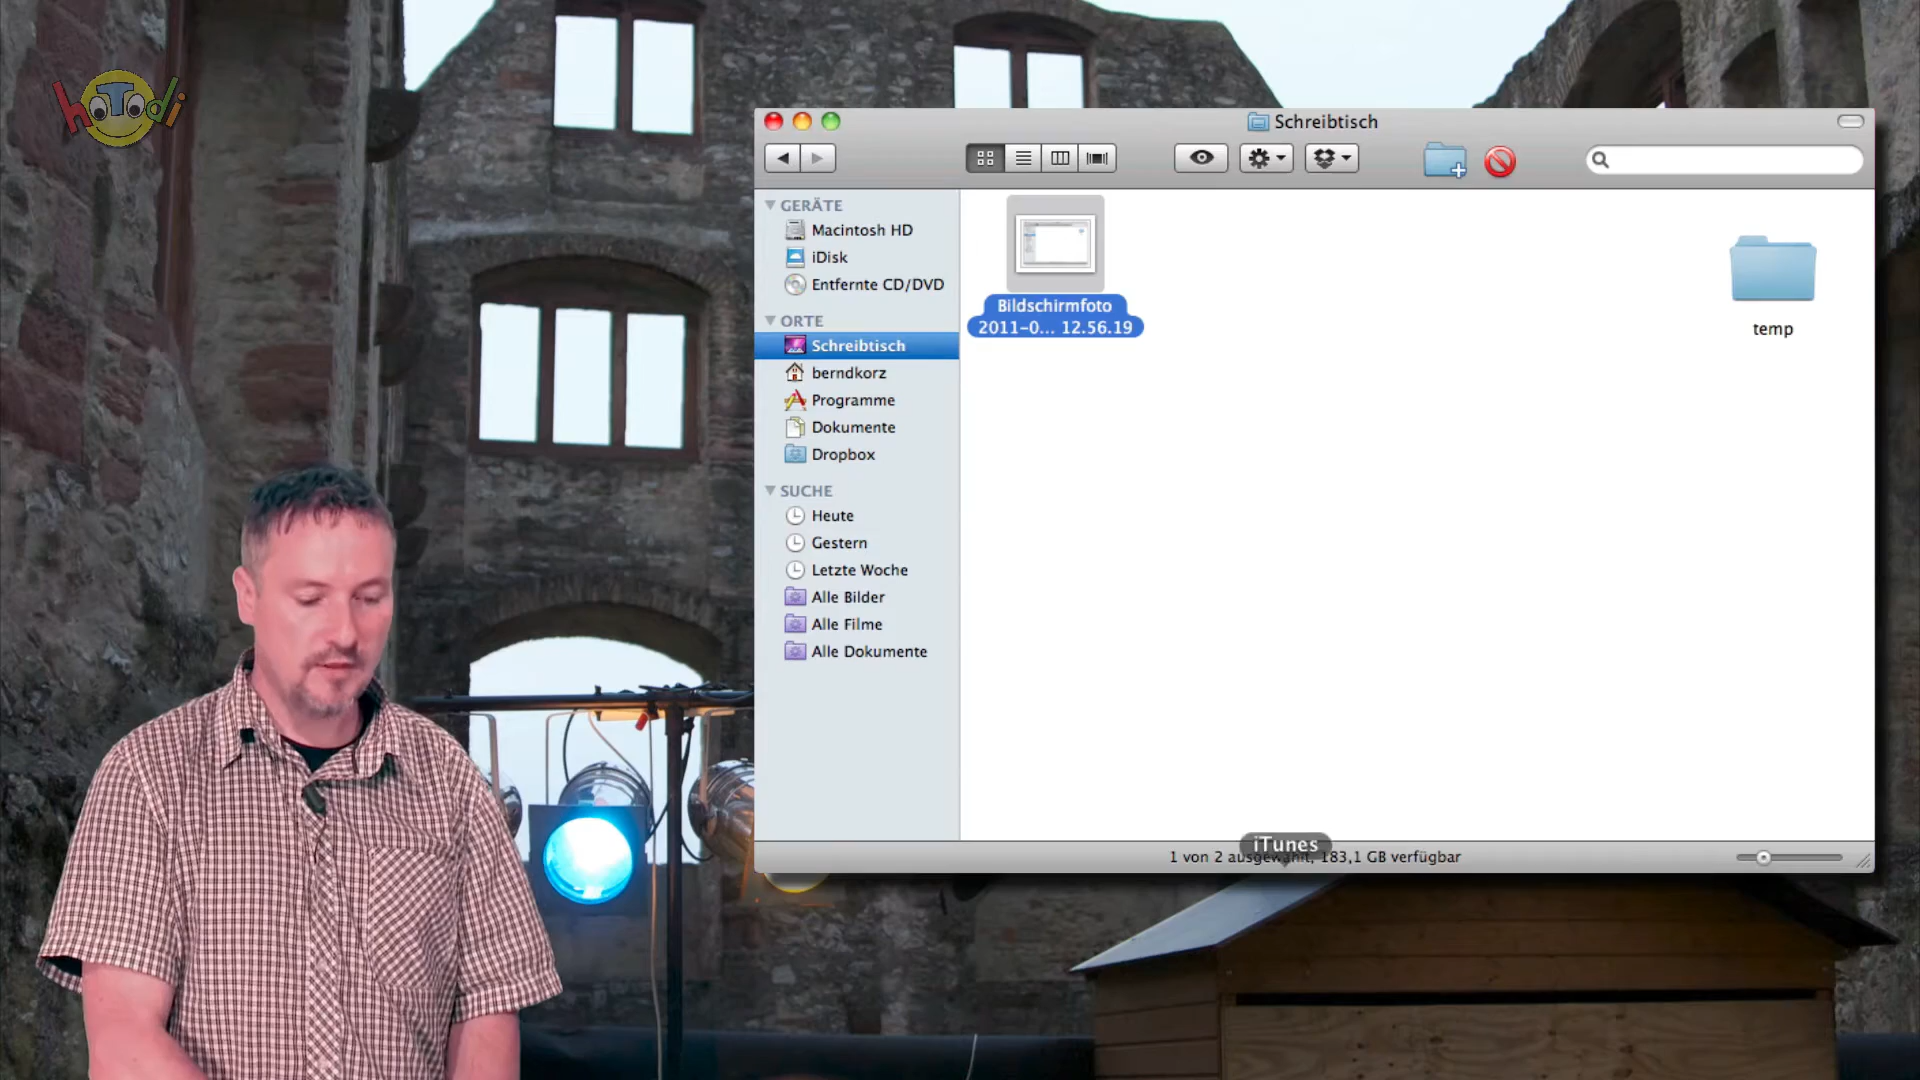 hoTodi
Schreibtisch
GERÄTE
Macintosh HD
iDisk
Entfernte CD/DVD
ORTE
Schreibtisch
berndkorz
Programme
Dokumente
Dropbox
SUCHE
Heute
Gestern
Letzte Woche
Alle Bilder
Alle Filme
Alle Dokumente
Bildschirmfoto
2011-0... 12.56.19
temp
iTunes
1 von 2 ausgewählt, 183,1 GB verfügbar